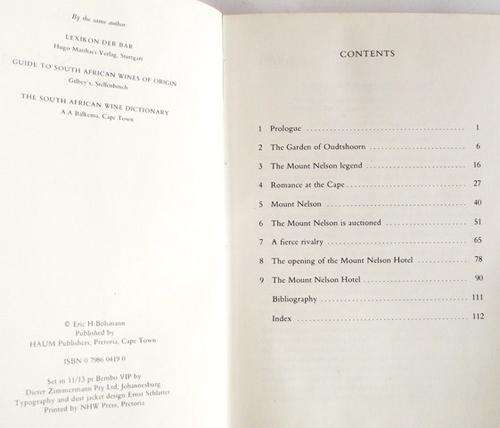 By the same author
LEXIKON DER BAR
Hugo Matthaes Verlag, Stuttgart
GUIDE TO SOUTH AFRICAN WINES OF ORIGIN
Gilbey's, Stellenbosch
THE SOUTH AFRICAN WINE DICTIONARY
A A Balkema, Cape Town
© Eric H Bolsmann
Published by
HAUM Publishers, Pretoria, Cape Town
ISBN 0 7986 0419 0
Set in 11/13 pt Bembo VIP by
Dieter Zimmermann Pty Ltd, Johannesburg
Typography and dust jacket design Ernst Schlatter
Printed by NHW Press, Pretoria
CONTENTS
1 Prologue 1
2 The Garden of Oudtshoorn 6
3 The Mount Nelson legend 16
4 Romance at the Cape 27
5 Mount Nelson 40
6 The Mount Nelson is auctioned 51
7 A fierce rivalry 65
8 The opening of the Mount Nelson Hotel 78
9 The Mount Nelson Hotel 90
Bibliography 111
Index 112